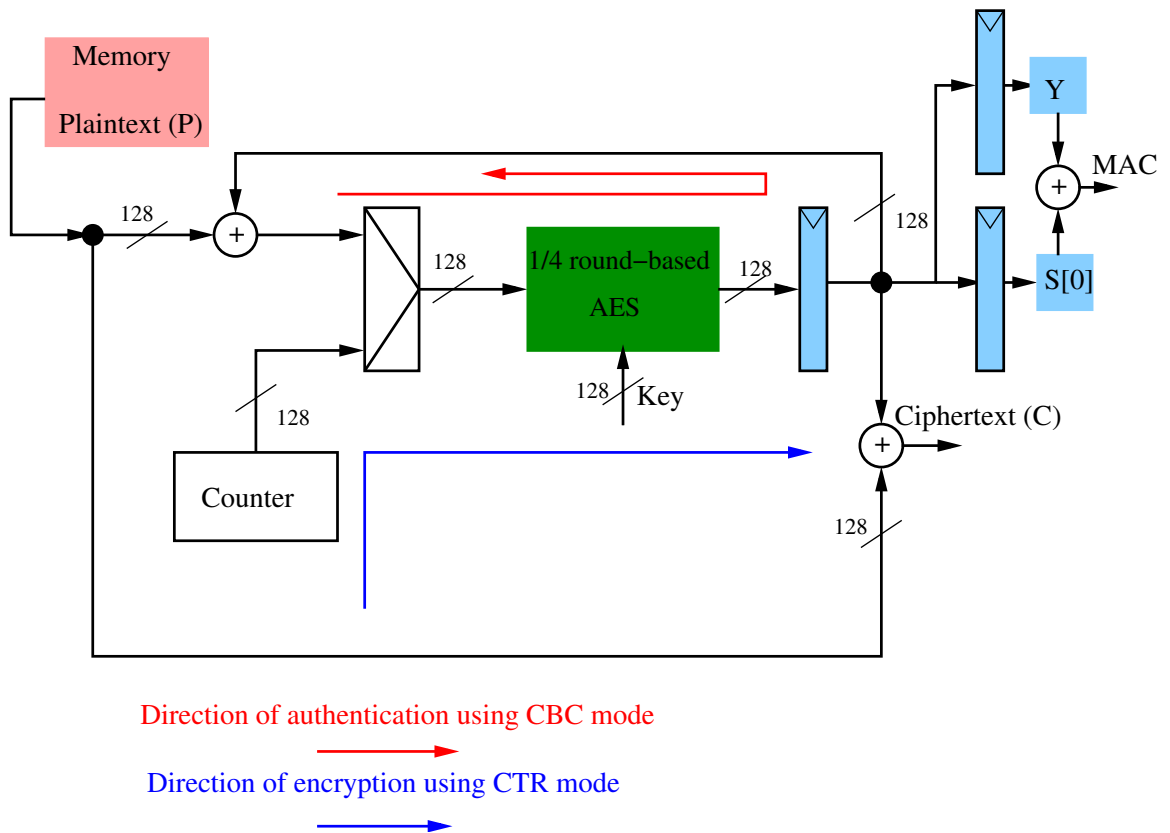 Memory
Plaintext (P)
Y
MAC
+
128
+
128
128
1/4 round−based
AES
128
S[0]
128
Key
128
Ciphertext (C)
+
Counter
128
Direction of authentication using CBC mode
Direction of encryption using CTR mode